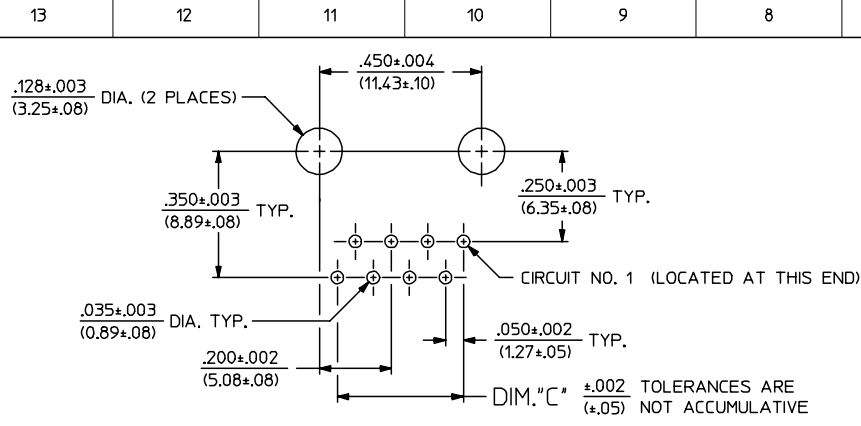 13 12 11 10 9 8
.450±.004
(11.43±.10)
.128±.003
(3.25±.08) DIA. (2 PLACES)
.350±.003
(8.89±.08) TYP.
.250±.003
(6.35±.08) TYP.
CIRCUIT NO. 1 (LOCATED AT THIS END)
.035±.003
(0.89±.08) DIA. TYP.
.050±.002
(1.27±.05) TYP.
.200±.002
(5.08±.08)
DIM."C" ±.002 TOLERANCES ARE
(±.05) NOT ACCUMULATIVE